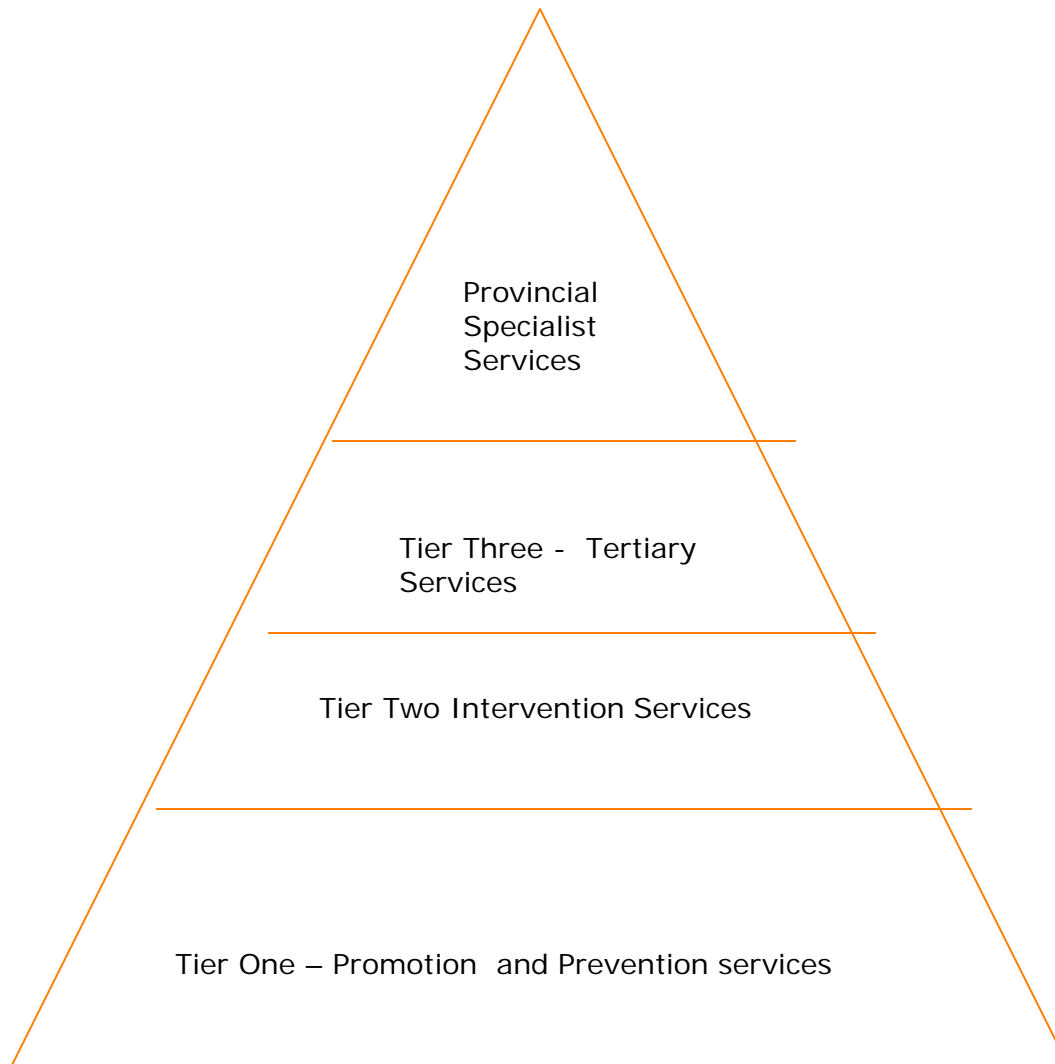 Provincial
Specialist
Services
Tier Three -  Tertiary
Services
Tier Two Intervention Services
Tier One – Promotion  and Prevention services